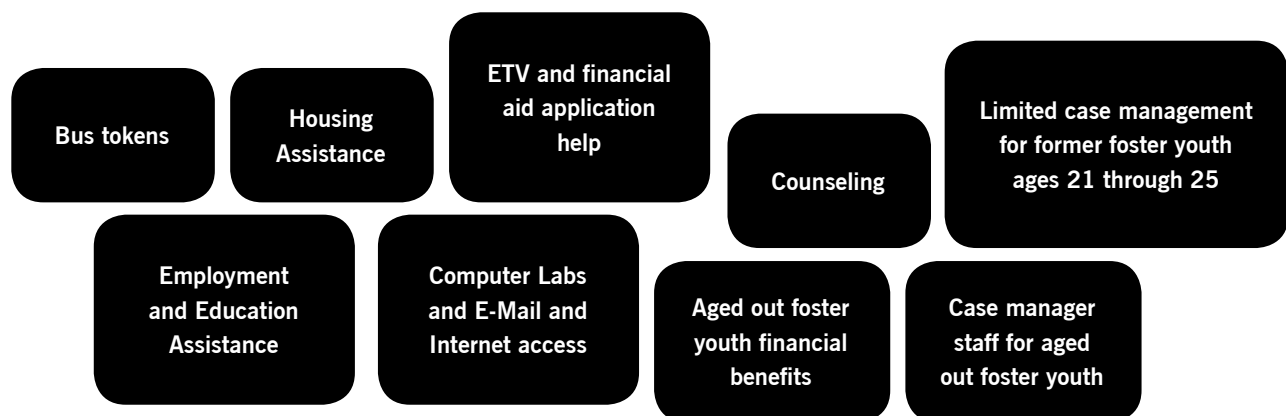 Bus tokens
Housing
Assistance
ETV and financial
aid application
help
Counseling
Limited case management
for former foster youth
ages 21 through 25
Employment
and Education
Assistance
Computer Labs
and E-Mail and
Internet access
Aged out foster
youth financial
benefits
Case manager
staff for aged
out foster youth